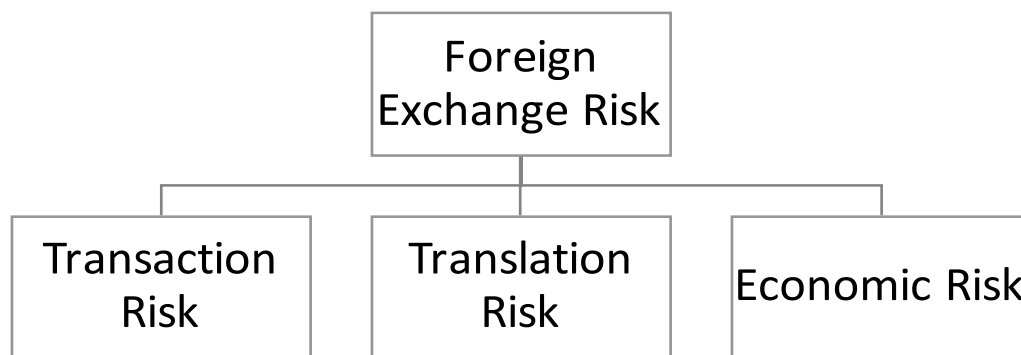 Foreign
Exchange Risk
Transaction
Risk
Translation
Risk
Economic Risk